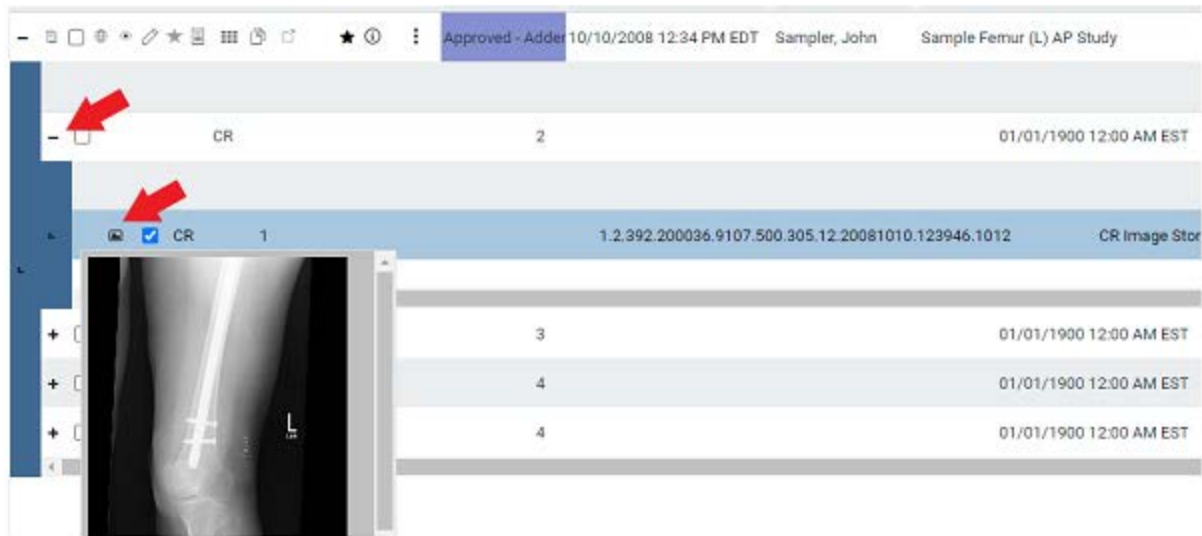 Approved - Adder 10/10/2008 12:34 PM EDT Sampler, John Sample Femur (L) AP Study
CR 2 01/01/1900 12:00 AM EST
CR 1 1.2.392.200036.9107.500.305.12.20081010.123946.1012 CR Image Stor
L
3 01/01/1900 12:00 AM EST
4 01/01/1900 12:00 AM EST
4 01/01/1900 12:00 AM EST